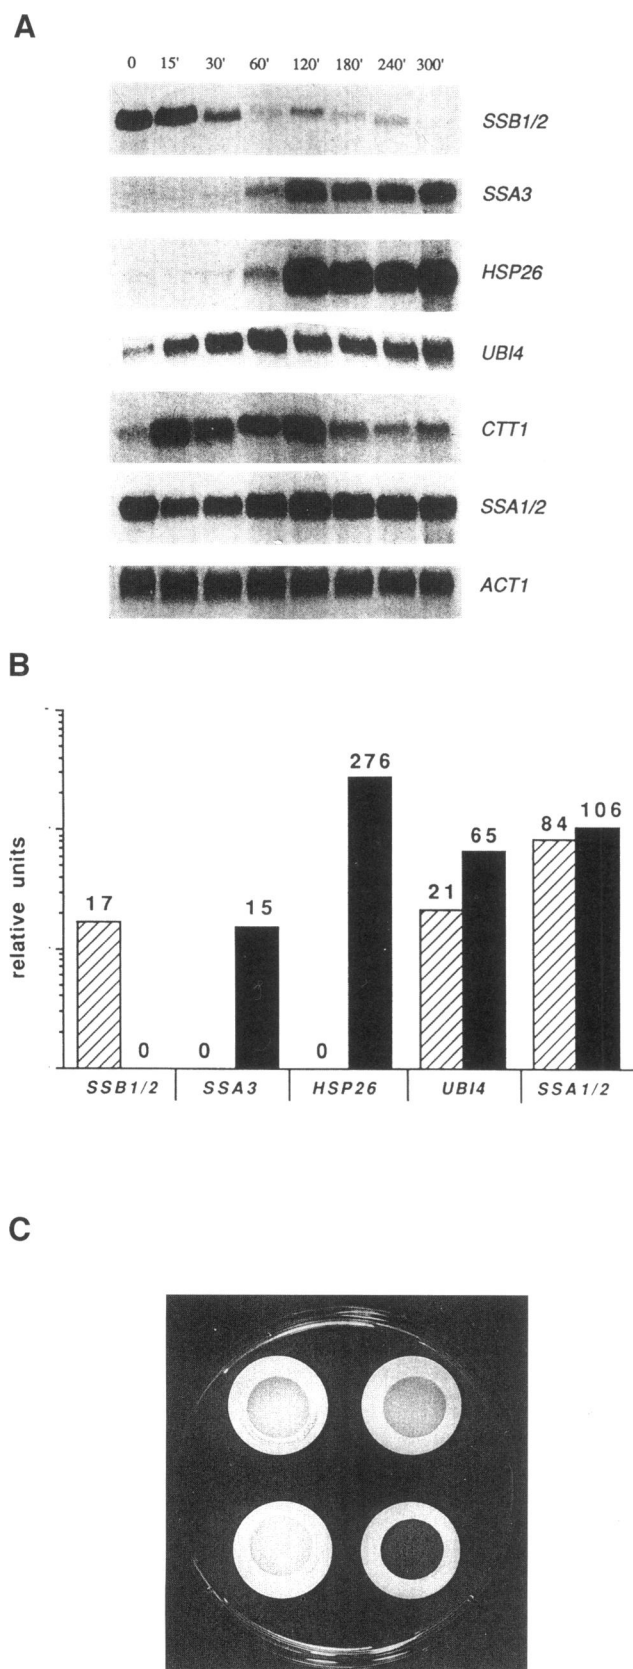 A
0 15' 30' 60' 120' 180' 240' 300'
SSB1/2
SSA3
HSP26
UBI4
CTT1
SSA1/2
ACT1
B
relative units
17
0
0
15
0
276
21
65
84
106
SSB1/2 SSA3 HSP26 UBI4 SSA1/2
C